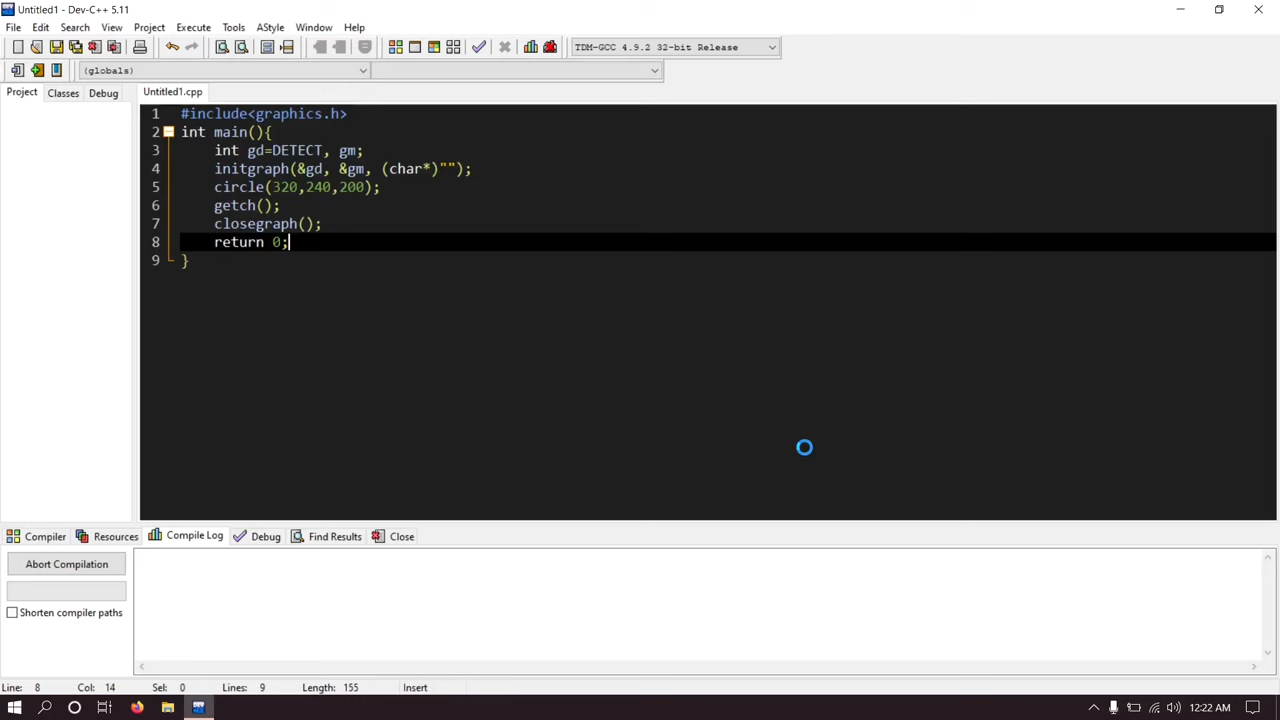 Untitled1 - Dev-C++ 5.11
File Edit Search View Project Execute Tools AStyle Window Help
TDM-GCC 4.9.2 32-bit Release
(globals)
Project Classes Debug
Untitled1.cpp
1 #include<graphics.h>
2 int main(){
3 int gd=DETECT, gm;
4 initgraph(&gd, &gm, (char*)"");
5 circle(320,240,200);
6 getch();
7 closegraph();
8 return 0;
9 }
Compiler Resources Compile Log Debug Find Results Close
Abort Compilation
Shorten compiler paths
Line: 8 Col: 14 Sel: 0 Lines: 9 Length: 155 Insert
12:22 AM